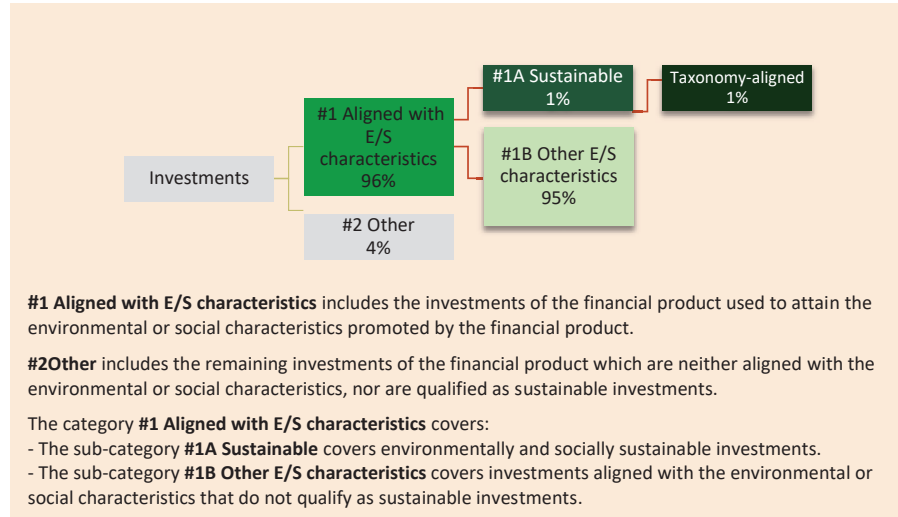 #1A Sustainable
1%
Taxonomy-aligned
1%
#1 Aligned with
E/S
characteristics
96%
#1B Other E/S
characteristics
95%
Investments
#2 Other
4%
#1 Aligned with E/S characteristics includes the investments of the financial product used to attain the
environmental or social characteristics promoted by the financial product.
#2Other includes the remaining investments of the financial product which are neither aligned with the
environmental or social characteristics, nor are qualified as sustainable investments.
The category #1 Aligned with E/S characteristics covers:
- The sub-category #1A Sustainable covers environmentally and socially sustainable investments.
- The sub-category #1B Other E/S characteristics covers investments aligned with the environmental or
social characteristics that do not qualify as sustainable investments.